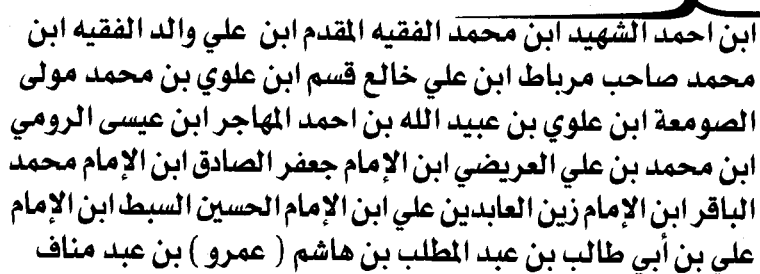 ابن احمد الشهيد ابن محمد الفقيه المقدم ابن علي والد الفقيه ابن
محمد صاحب مرباط ابن علي خالع قسم ابن علوي بن محمد مولى
الصومعة ابن علوي بن عبيد الله بن احمد المهاجر ابن عيسى الرومي
ابن محمد بن علي العريضي ابن الإمام جعفر الصادق ابن الإمام محمد
الباقر ابن الإمام زين العابدين علي ابن الإمام الحسين السبط ابن الإمام
علي بن أبي طالب بن عبد المطلب بن هاشم ( عمرو ) بن عبد مناف